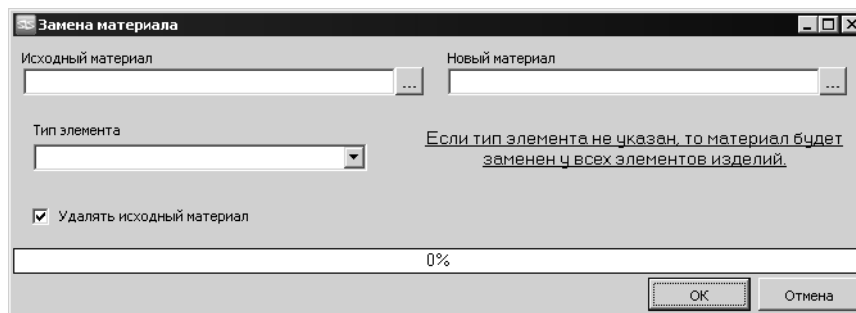 Замена материала
Исходный материал
Новый материал
...
...
Тип элемента
Если тип элемента не указан, то материал будет
заменен у всех элементов изделий.
Удалять исходный материал
0%
OK
Отмена